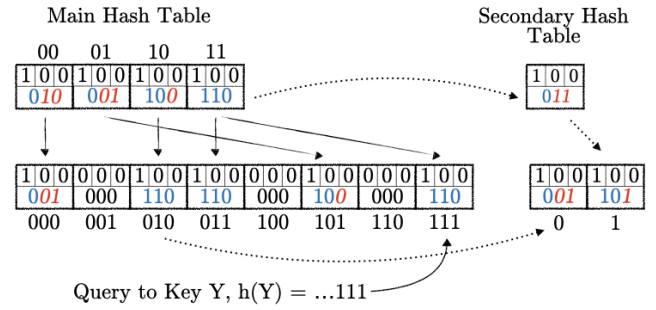 Main Hash Table
Secondary Hash
Table
00 01 10 11
1 0 0 1 0 0 1 0 0 1 0 0
010 001 100 110
1 0 0
011
1 0 0 0 0 0 1 0 0 1 0 0 0 0 0 1 0 0 0 0 0 1 0 0
001 000 110 110 000 100 000 110
000 001 010 011 100 101 110 111
1 0 0 1 0 0
001 101
0 1
Query to Key Y, h(Y) = ...111